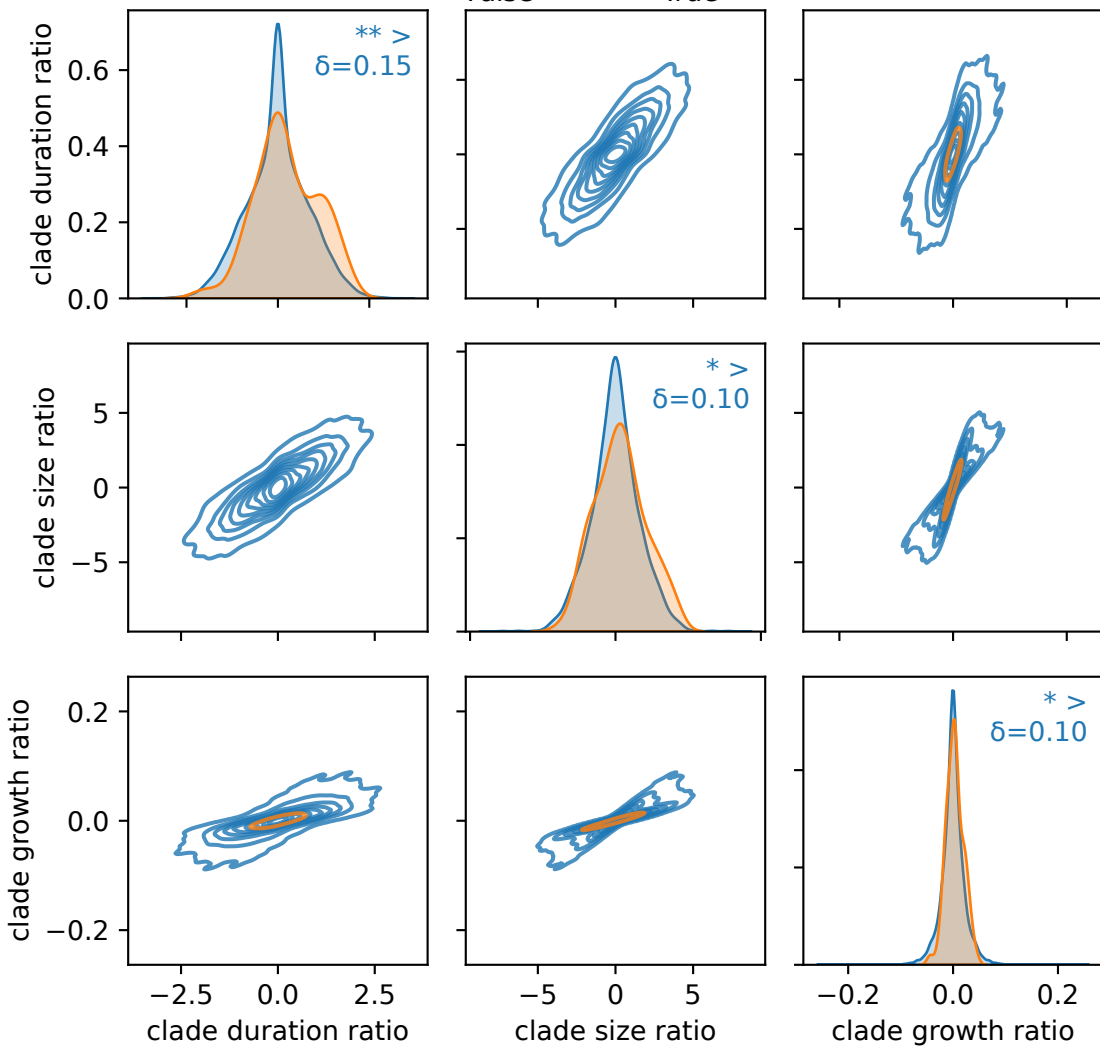 True
** >
δ=0.15
clade duration ratio
0.6
0.4
0.2
0.0
* >
δ=0.10
clade size ratio
5
0
−5
* >
δ=0.10
clade growth ratio
0.2
0.0
−0.2
−2.5 0.0 2.5 −5 0 5 −0.2 0.0 0.2
clade duration ratio clade size ratio clade growth ratio